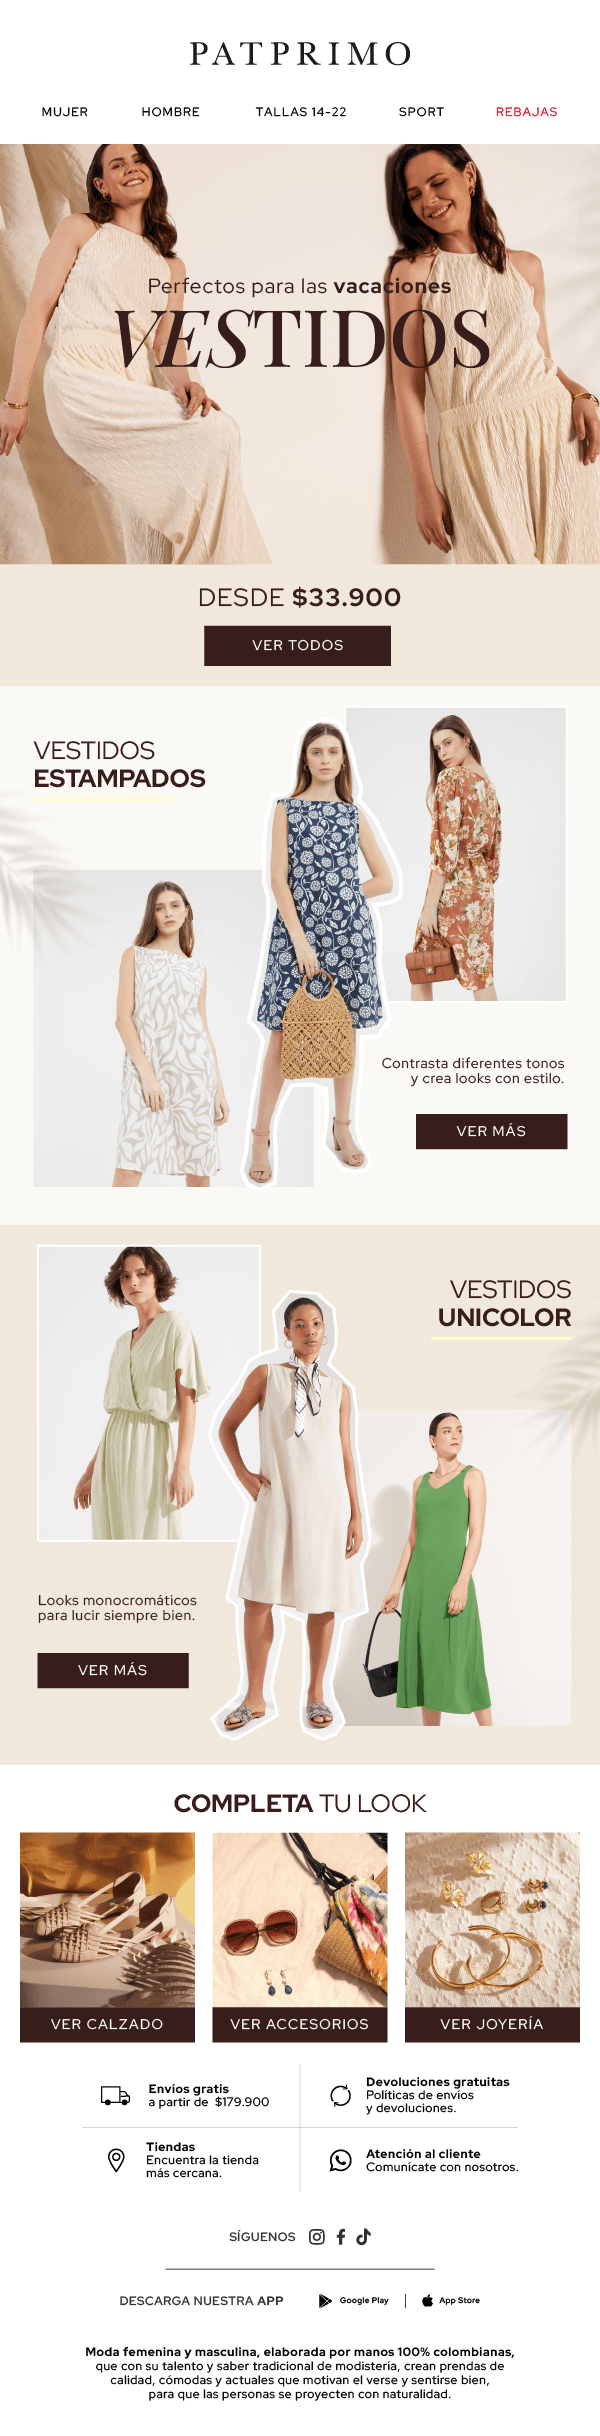 PATPRIMO
MUJER HOMBRE TALLAS 14-22 SPORT REBAJAS
Perfectos para las vacaciones
VESTIDOS
DESDE $33.900
VER TODOS
VESTIDOS
ESTAMPADOS
Contrasta diferentes tonos
y crea looks con estilo.
VER MÁS
VESTIDOS
UNICOLOR
Looks monocromáticos
para lucir siempre bien.
VER MÁS
COMPLETA TU LOOK
VER CALZADO
VER ACCESORIOS
VER JOYERÍA
Envíos gratis
a partir de $179.900
Devoluciones gratuitas
Políticas de envíos
y devoluciones.
Tiendas
Encuentra la tienda
más cercana.
Atención al cliente
Comunícate con nosotros.
SÍGUENOS
DESCARGA NUESTRA APP Google Play | App Store
Moda femenina y masculina, elaborada por manos 100% colombianas,
que con su talento y saber tradicional de modistería, crean prendas de
calidad, cómodas y actuales que motivan el verse y sentirse bien,
para que las personas se proyecten con naturalidad.